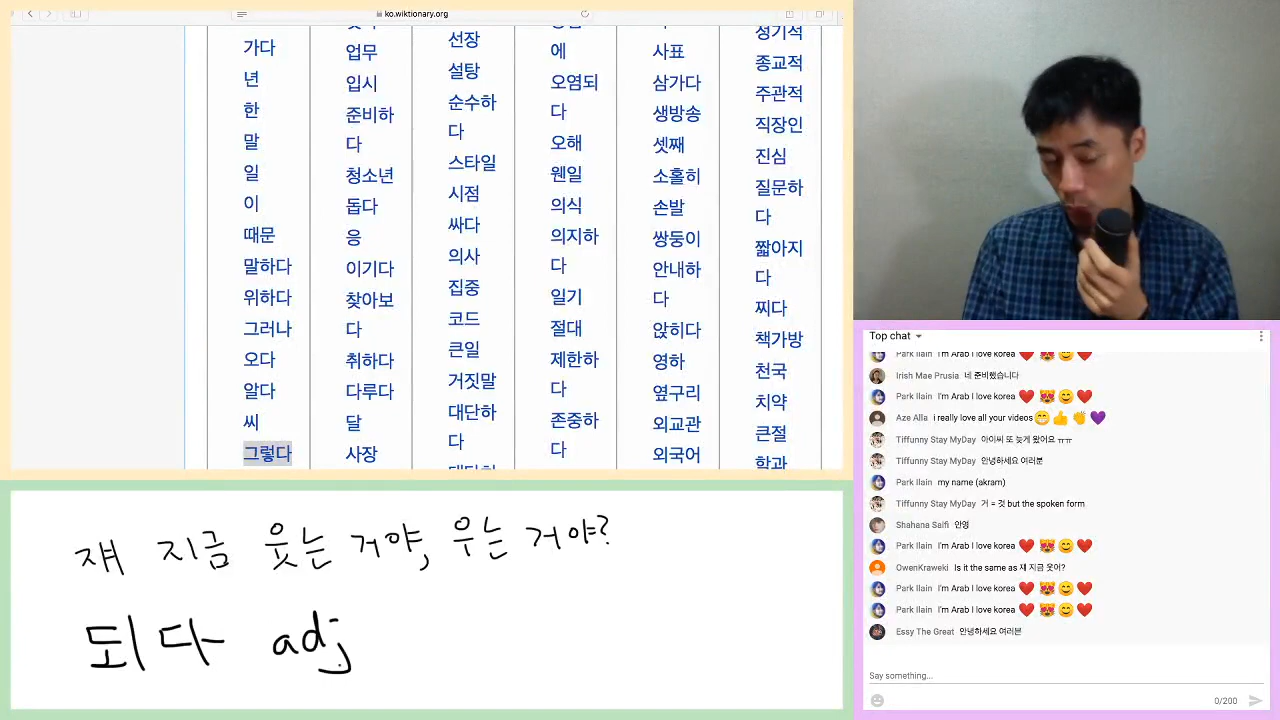 ko.wiktionary.org
가다
년
한
말
일
이
때문
말하다
위하다
그러나
오다
알다
씨
그렇다
업무
입시
준비하
다
청소년
돕다
응
이기다
찾아보
다
취하다
다루다
달
사장
선장
설탕
순수하
다
스타일
시점
싸다
의사
집중
코드
큰일
거짓말
대단하
다
에
오염되
다
오해
웬일
의식
의지하
다
일기
절대
제한하
다
존중하
다
사표
삼가다
생방송
셋째
소홀히
손발
쌍둥이
안내하
다
앉히다
영하
옆구리
외교관
외국어
정기적
종교적
주관적
직장인
진심
질문하
다
짧아지
다
찌다
책가방
천국
치약
큰절
학과
쟤 지금 웃는 거야, 우는 거야?
되다 adj
Top chat
Park Ilain I'm Arab I love korea ❤️😻😊❤️
Irish Mae Prusia 네 준비했습니다
Park Ilain I'm Arab I love korea ❤️😻😊❤️
Aze Alla i really love all your videos😁👍👏💜
Tiffunny Stay MyDay 아이씨 또 늦게 왔어요 ㅠㅠ
Tiffunny Stay MyDay 안녕하세요 여러분
Park Ilain my name (akram)
Tiffunny Stay MyDay 거 = 것 but the spoken form
Shahana Saifi 안영
Park Ilain I'm Arab I love korea ❤️😻😊❤️
OwenKraweki Is it the same as 쟤 지금 웃어?
Park Ilain I'm Arab I love korea ❤️😻😊❤️
Park Ilain I'm Arab I love korea ❤️😻😊❤️
Essy The Great 안녕하세요 여러분
Say something...
0/200